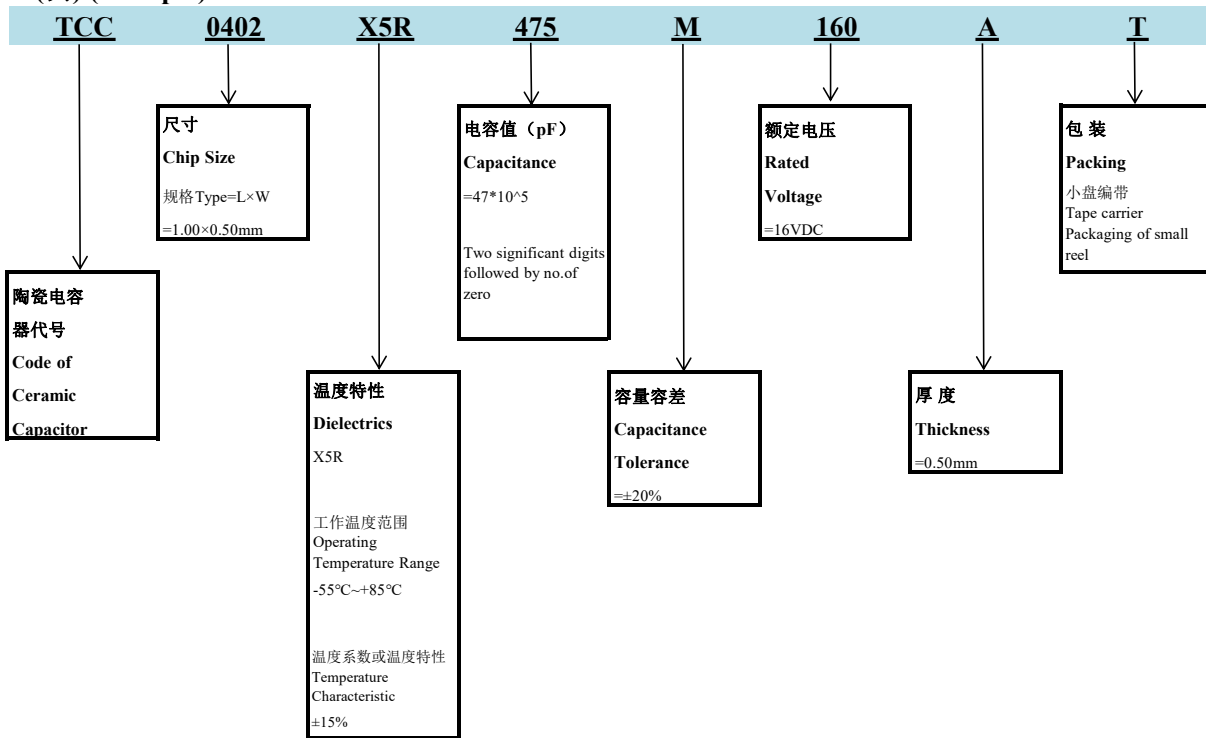 TCC 0402 X5R 475 M 160 A T
尺寸
Chip Size
规格Type=L×W
=1.00×0.50mm
电容值（pF）
Capacitance
=47*10^5
Two significant digits
followed by no.of
zero
额定电压
Rated
Voltage
=16VDC
包 装
Packing
小盘编带
Tape carrier
Packaging of small
reel
陶瓷电容
器代号
Code of
Ceramic
Capacitor
温度特性
Dielectrics
X5R
工作温度范围
Operating
Temperature Range
-55℃~+85℃
温度系数或温度特性
Temperature
Characteristic
±15%
容量容差
Capacitance
Tolerance
=±20%
厚 度
Thickness
=0.50mm